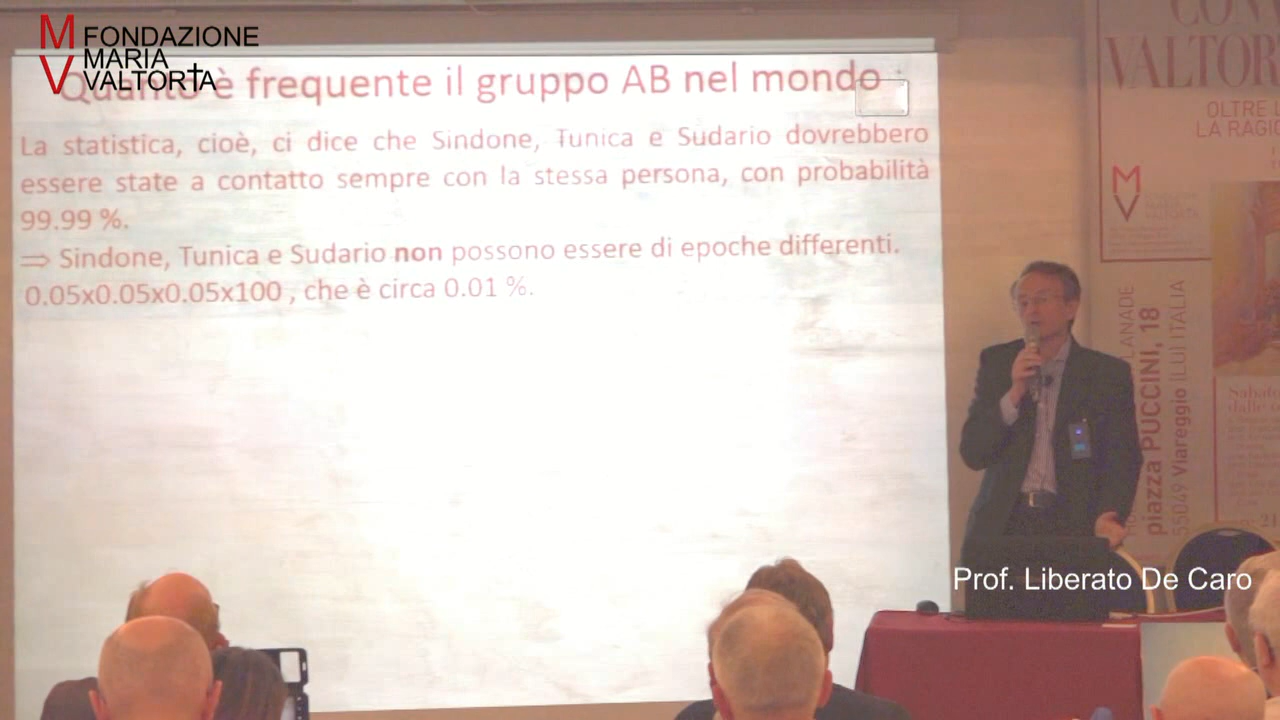 FONDAZIONE
MARIA
VALTORTA
MV
Quanto è frequente il gruppo AB nel mondo
La statistica, cioè, ci dice che Sindone, Tunica e Sudario dovrebbero
essere state a contatto sempre con la stessa persona, con probabilità
99.99 %.
⇒ Sindone, Tunica e Sudario non possono essere di epoche differenti.
0.05x0.05x0.05x100 , che è circa 0.01 %.
VALTOR
OLTRE
LA RAGIO
MV
piazza PUCCINI, 18
55049 Viareggio (LU) ITALIA
Prof. Liberato De Caro